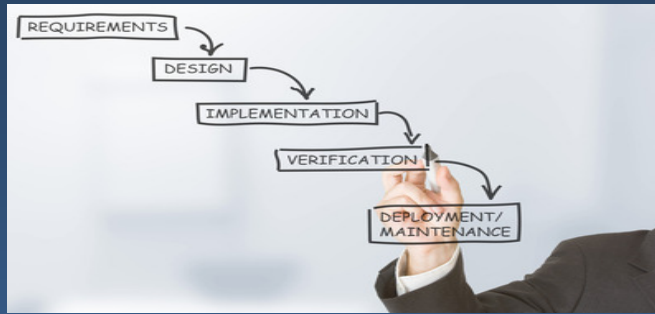 REQUIREMENTS
DESIGN
IMPLEMENTATION
VERIFICATION
DEPLOYMENT/
MAINTENANCE